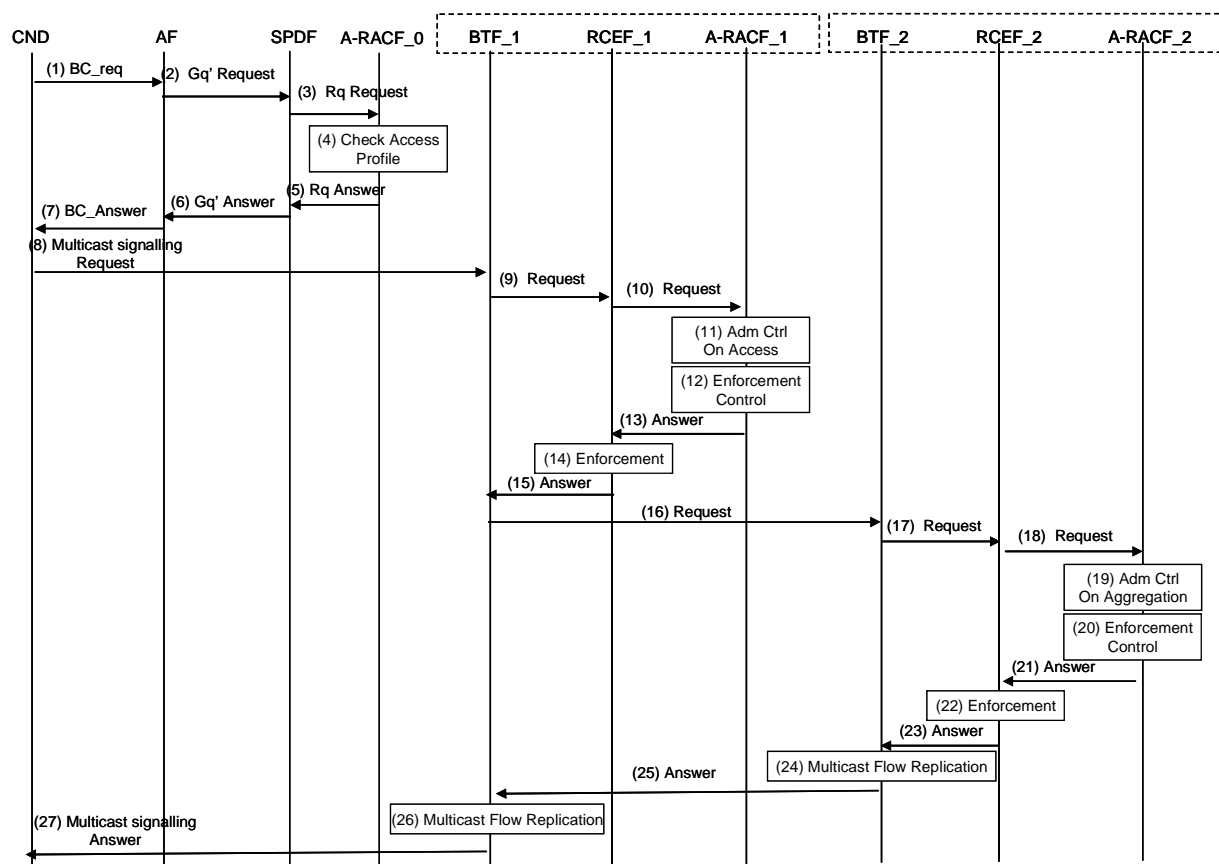 CND AF SPDF A-RACF_0 BTF_1 RCEF_1 A-RACF_1 BTF_2 RCEF_2 A-RACF_2
(1) BC_req
(2) Gq' Request
(3) Rq Request
(4) Check Access
Profile
(5) Rq Answer
(6) Gq' Answer
(7) BC_Answer
(8) Multicast signalling
Request
(9) Request
(10) Request
(11) Adm Ctrl
On Access
(12) Enforcement
Control
(13) Answer
(14) Enforcement
(15) Answer
(16) Request
(17) Request
(18) Request
(19) Adm Ctrl
On Aggregation
(20) Enforcement
Control
(21) Answer
(22) Enforcement
(23) Answer
(24) Multicast Flow Replication
(25) Answer
(26) Multicast Flow Replication
(27) Multicast signalling
Answer